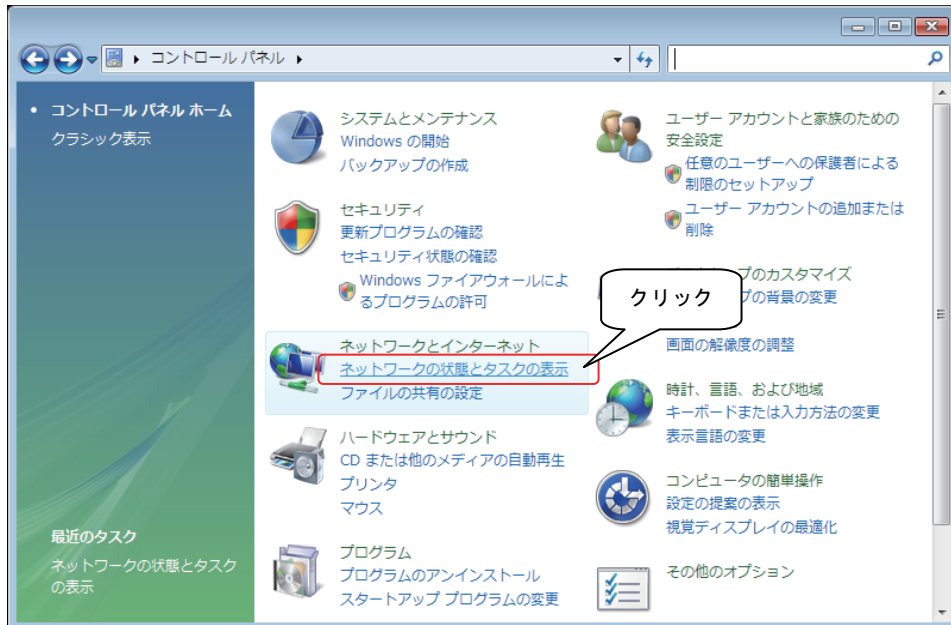 コントロール パネル
コントロール パネル ホーム
クラシック表示
最近のタスク
ネットワークの状態とタスク
の表示
システムとメンテナンス
Windows の開始
バックアップの作成
セキュリティ
更新プログラムの確認
セキュリティ状態の確認
Windows ファイアウォールによ
るプログラムの許可
ネットワークとインターネット
ネットワークの状態とタスクの表示
ファイルの共有の設定
ハードウェアとサウンド
CD または他のメディアの自動再生
プリンタ
マウス
プログラム
プログラムのアンインストール
スタートアップ プログラムの変更
ユーザー アカウントと家族のための
安全設定
任意のユーザーへの保護者による
制限のセットアップ
ユーザー アカウントの追加または
削除
クリック
プのカスタマイズ
プの背景の変更
画面の解像度の調整
時計、言語、および地域
キーボードまたは入力方法の変更
表示言語の変更
コンピュータの簡単操作
設定の提案の表示
視覚ディスプレイの最適化
その他のオプション